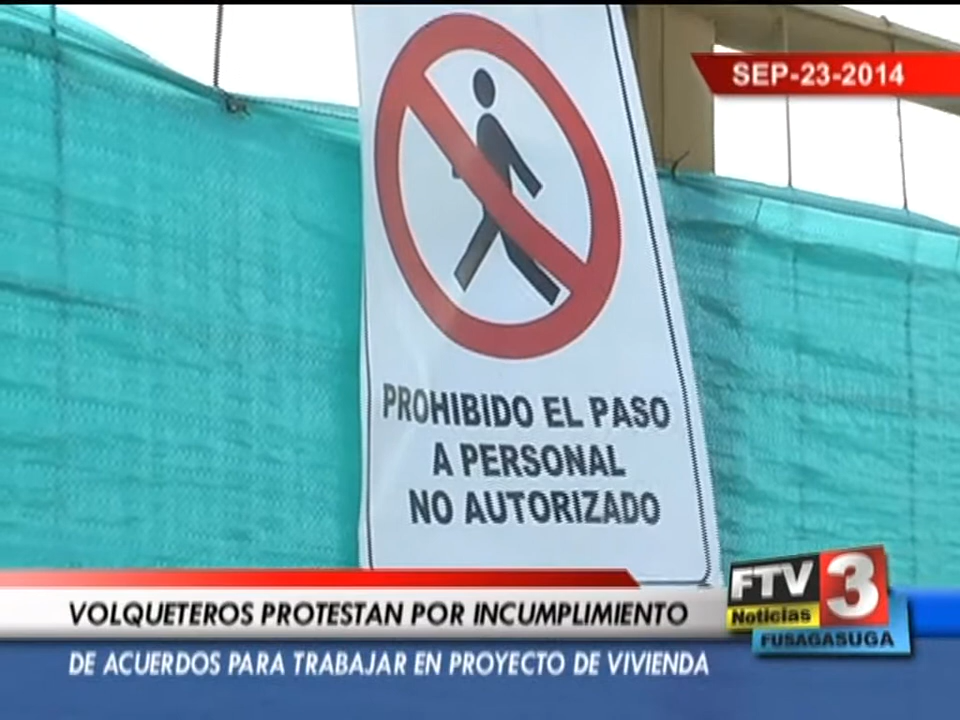 SEP-23-2014
PROHIBIDO EL PASO
A PERSONAL
NO AUTORIZADO
VOLQUETEROS PROTESTAN POR INCUMPLIMIENTO
DE ACUERDOS PARA TRABAJAR EN PROYECTO DE VIVIENDA
FTV 3
Noticias
FUSAGASUGA